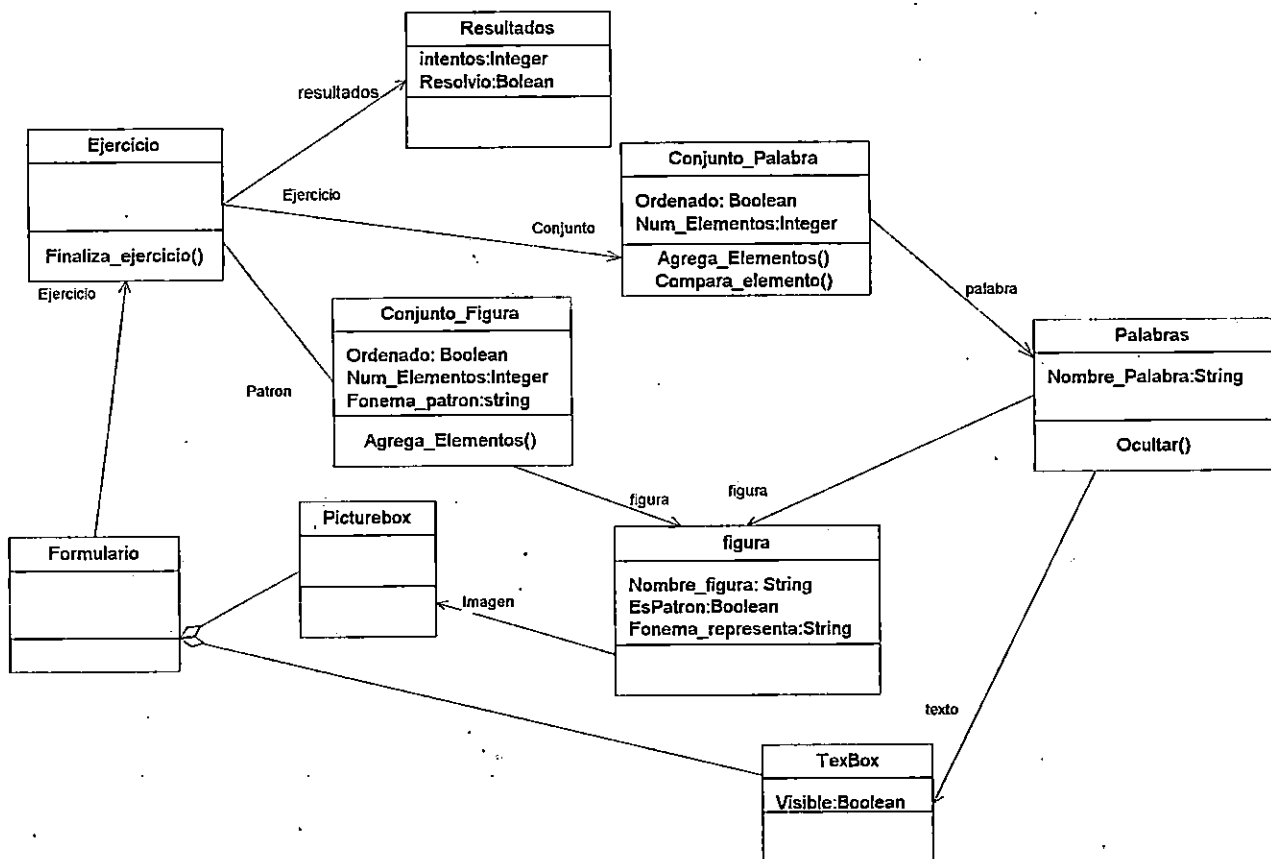 Resultados
intentos:Integer
Resolvio:Bolean
resultados
Ejercicio
Finaliza_ejercicio()
Ejercicio
Ejercicio
Conjunto
Conjunto_Palabra
Ordenado: Boolean
Num_Elementos:Integer
Agrega_Elementos()
Compara_elemento()
palabra
Conjunto_Figura
Ordenado: Boolean
Num_Elementos:Integer
Fonema_patron:string
Agrega_Elementos()
Patron
Palabras
Nombre_Palabra:String
Ocultar()
figura
figura
Picturebox
Formulario
Imagen
figura
Nombre_figura: String
EsPatron:Boolean
Fonema_representa:String
texto
TexBox
Visible:Boolean